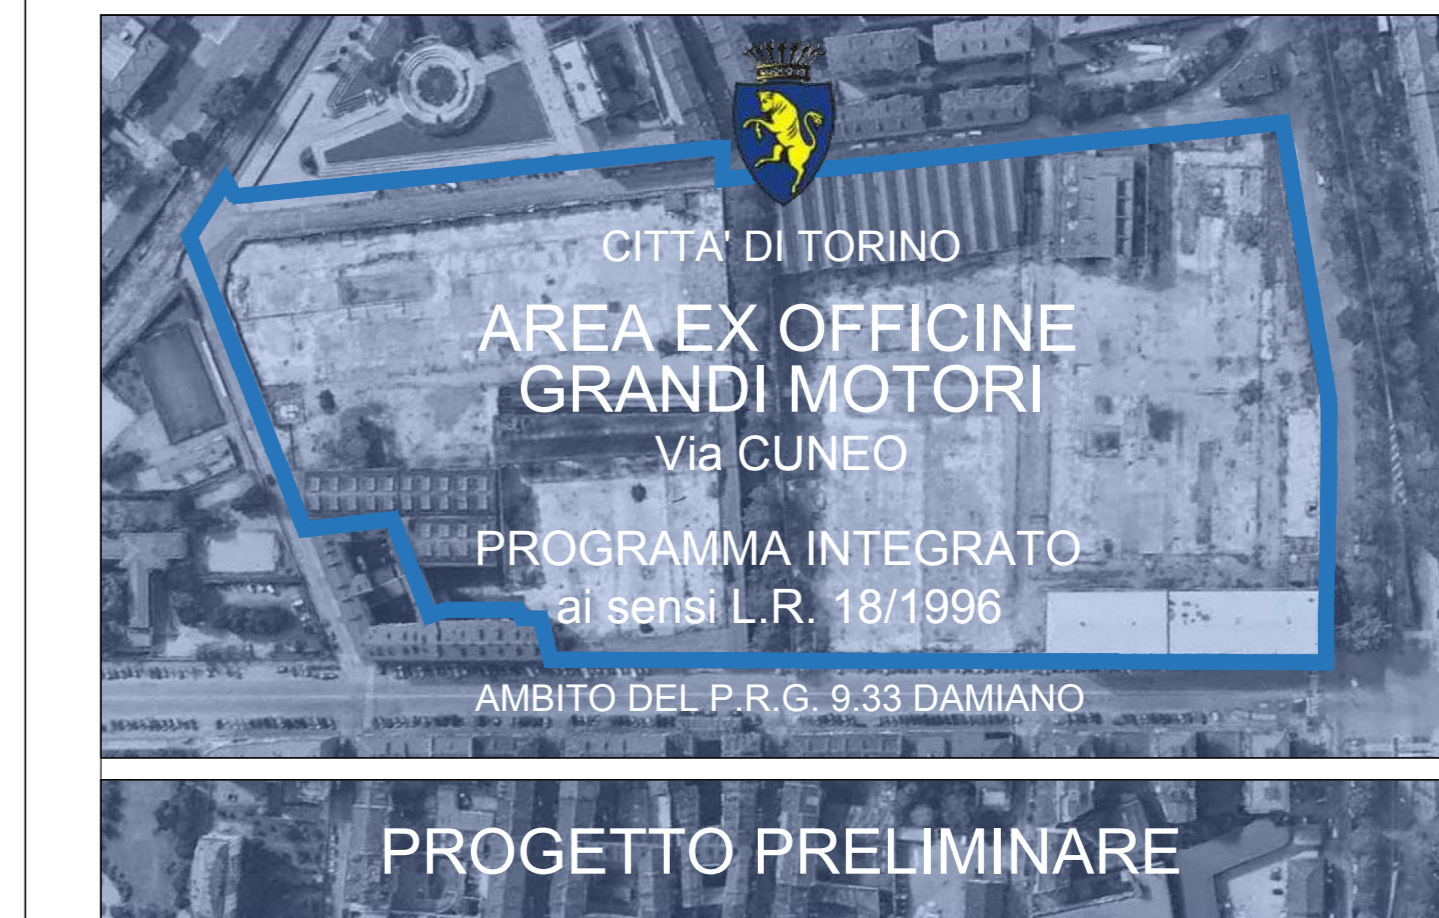 CITTA' DI TORINO
AREA EX OFFICINE
GRANDI MOTORI
Via CUNEO
PROGRAMMA INTEGRATO
ai sensi L.R. 18/1996
AMBITO DEL P.R.G. 9.33 DAMIANO
PROGETTO PRELIMINARE